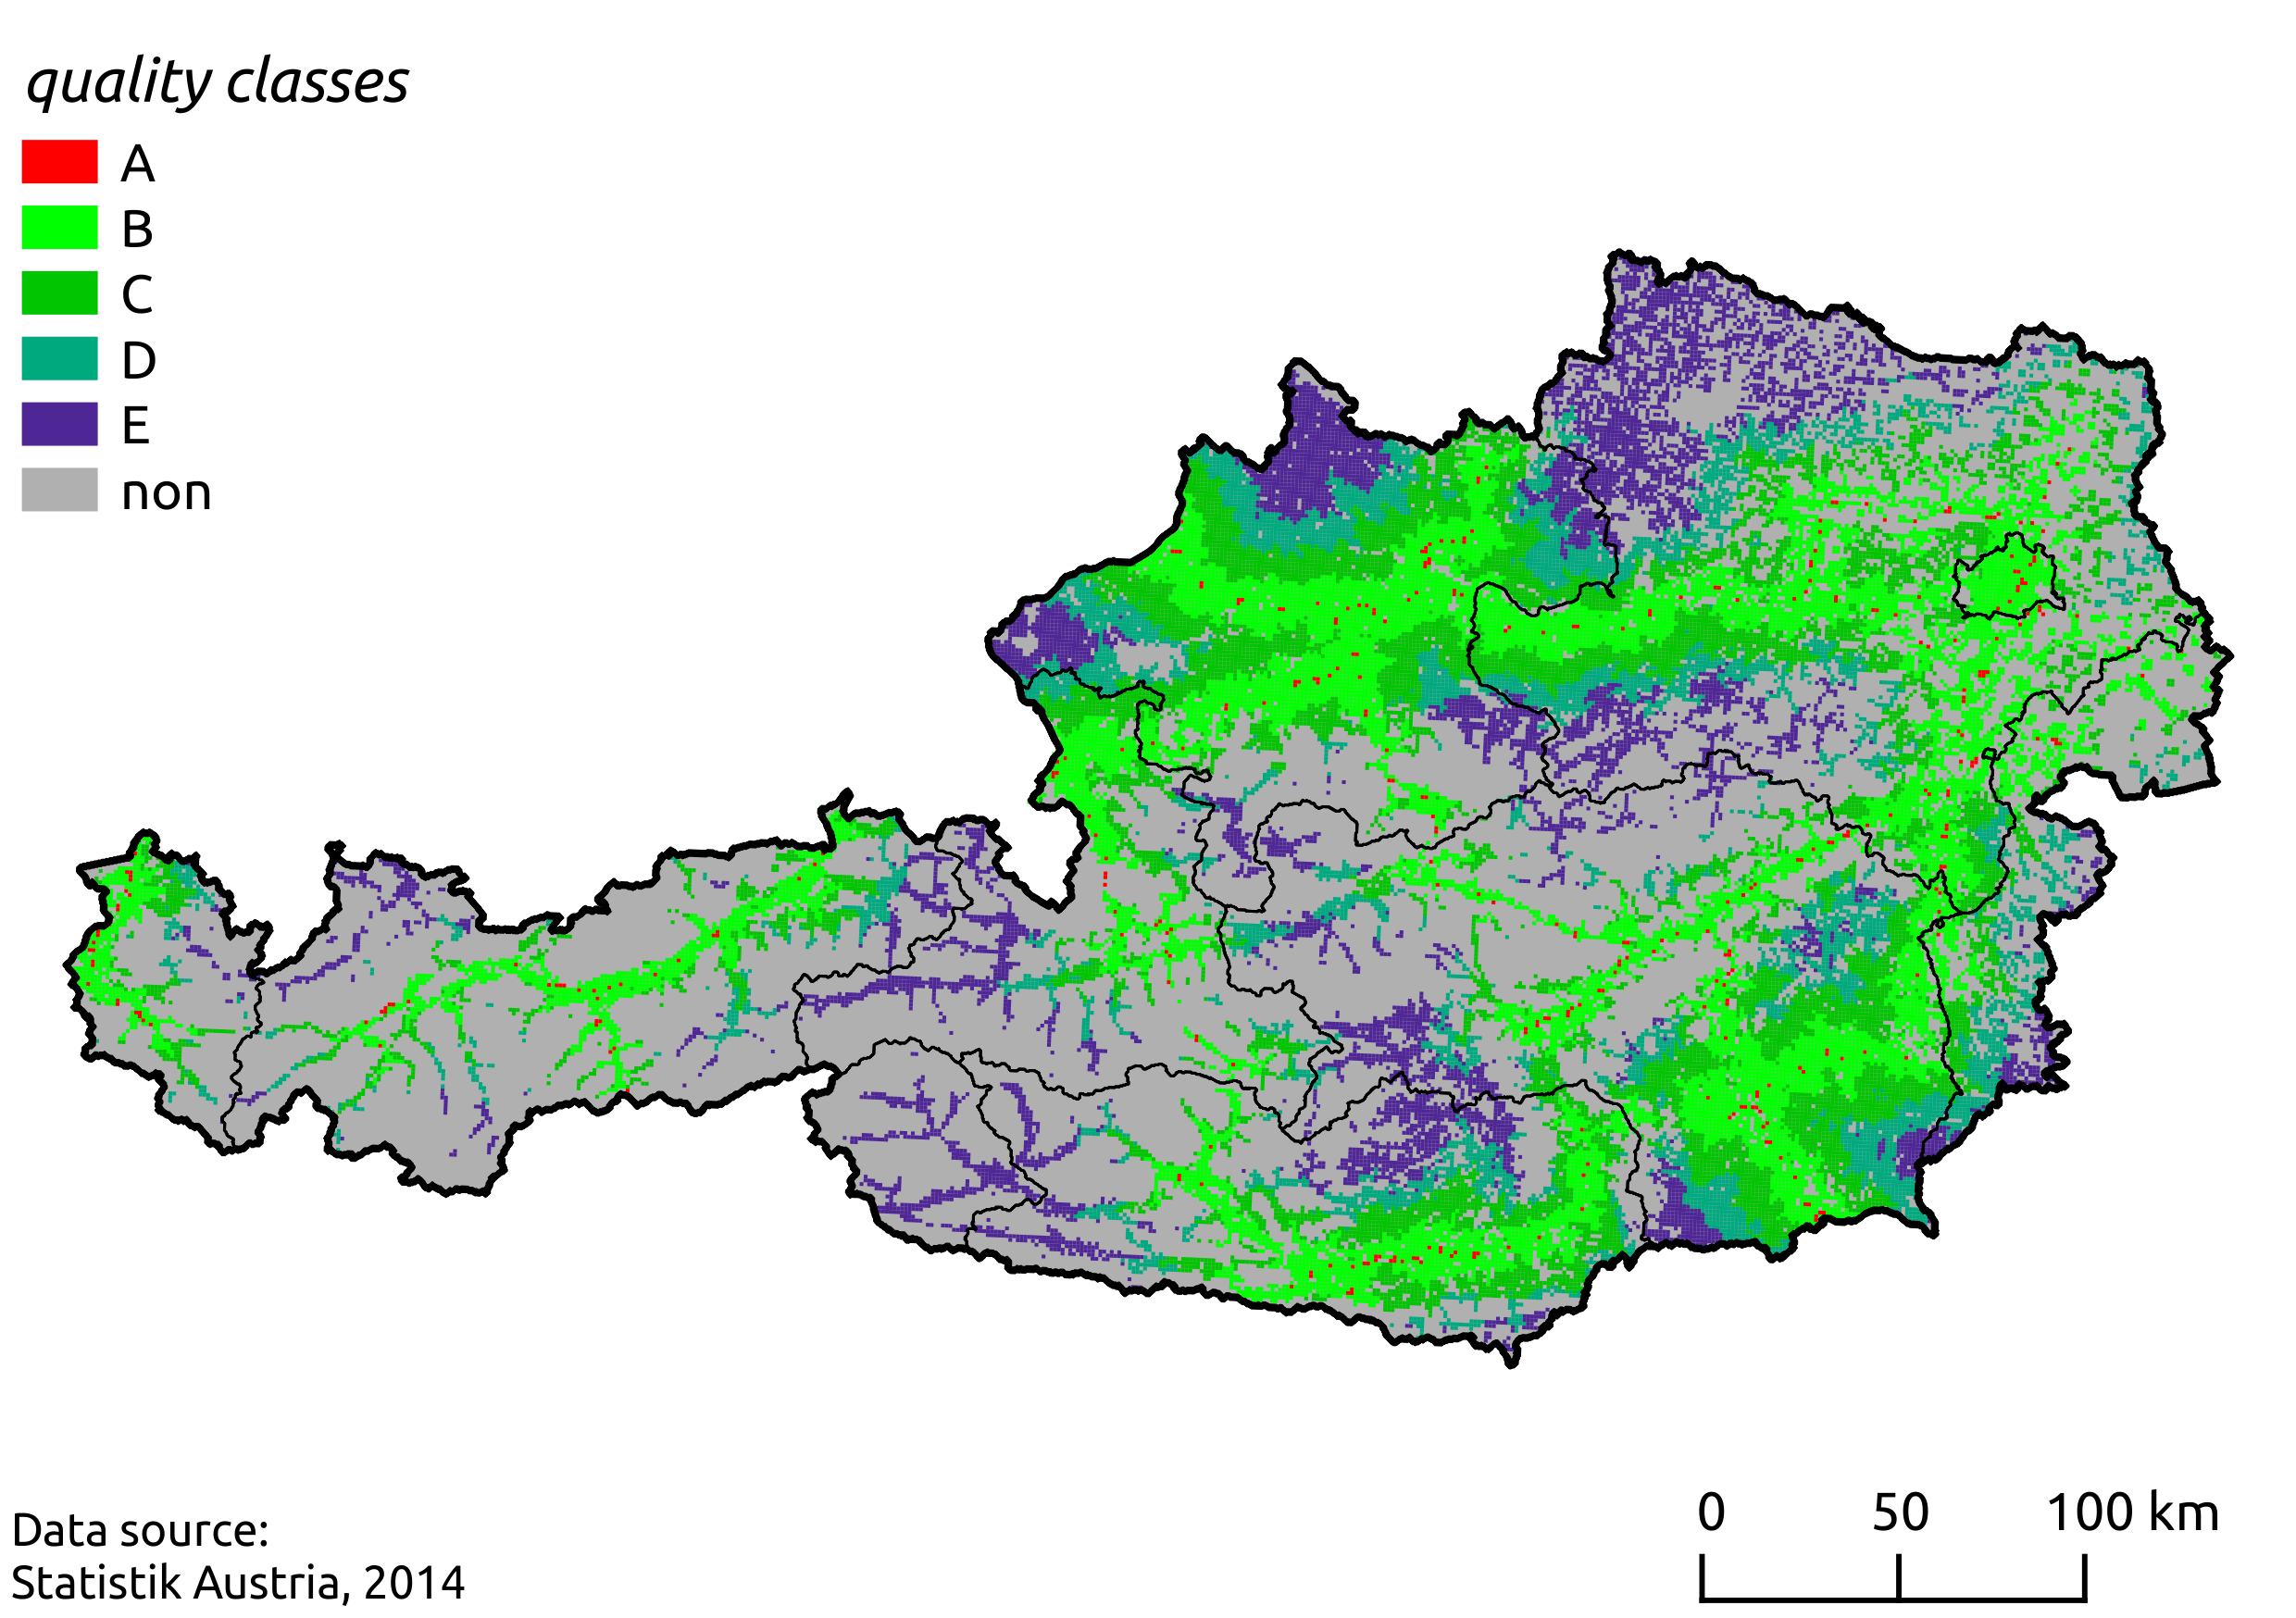 quality classes
A
B
C
D
E
non
0 50 100 km
Data source:
Statistik Austria, 2014